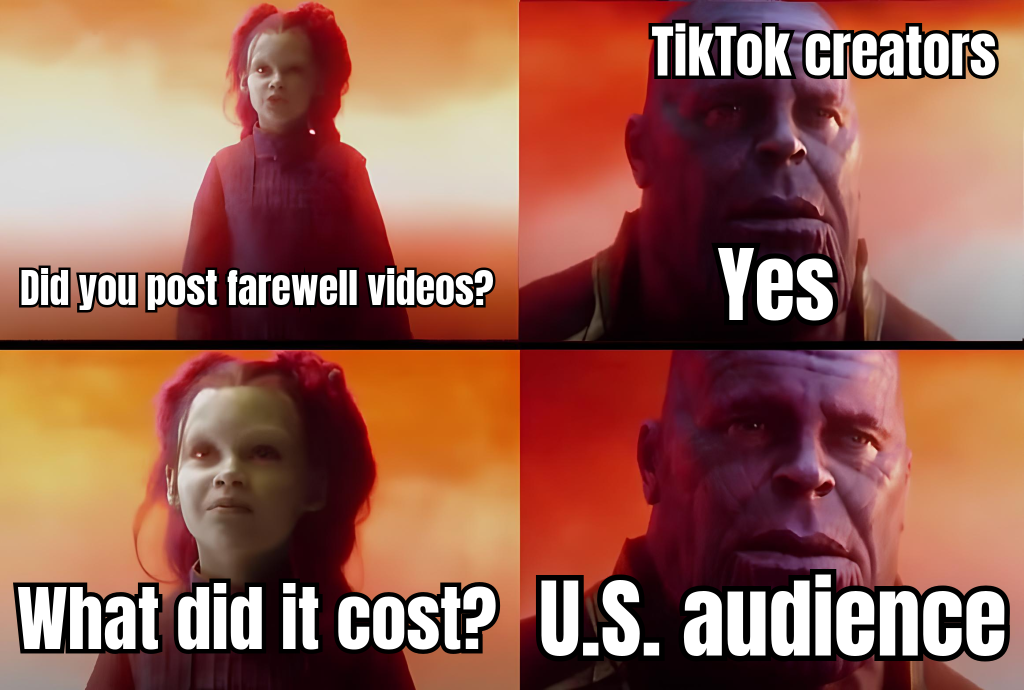 Did you post farewell videos?
TikTok creators
Yes
What did it cost?
U.S. audience